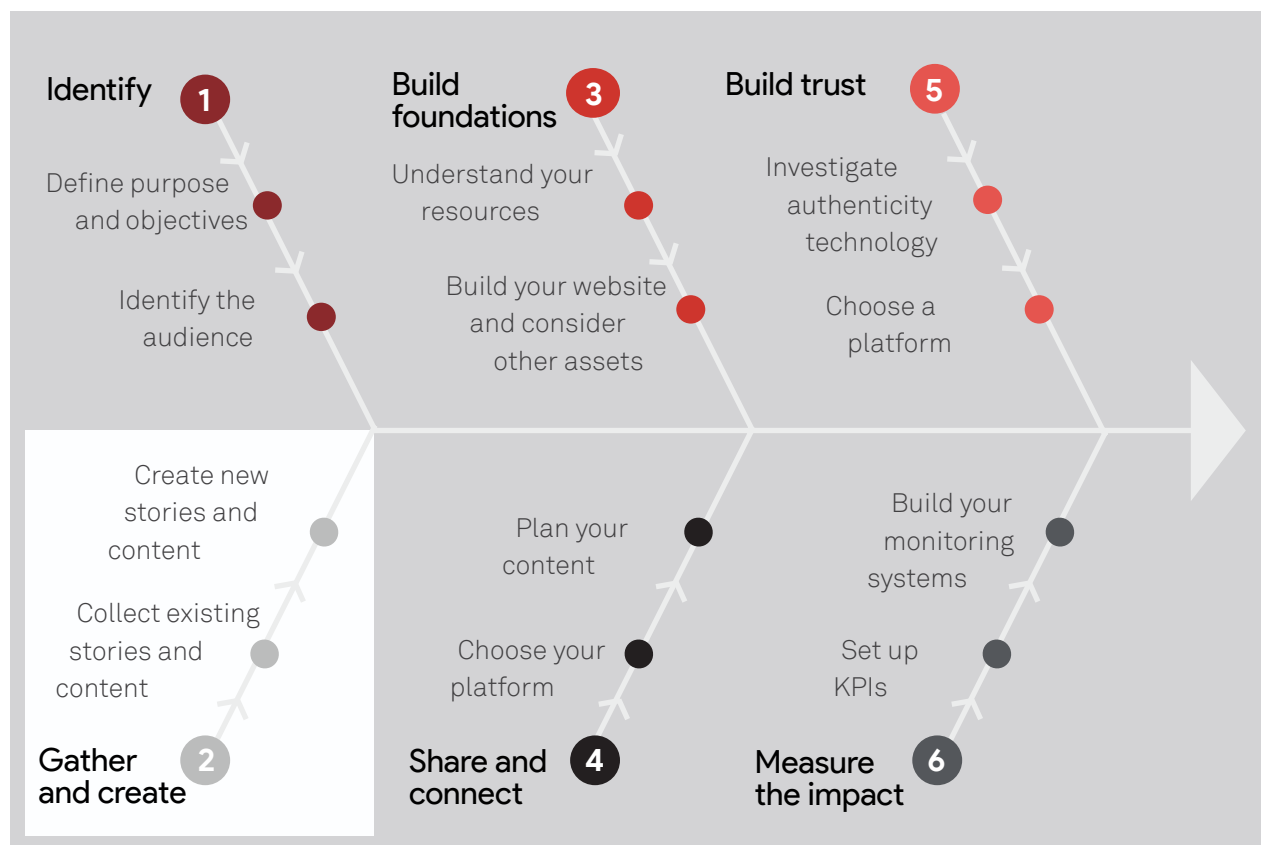 Identify
1
Define purpose
and objectives
Identify the
audience
Build
foundations
3
Understand your
resources
Build your website
and consider
other assets
Build trust
5
Investigate
authenticity
technology
Choose a
platform
Create new
stories and
content
Collect existing
stories and
content
Gather
and create
2
Plan your
content
Choose your
platform
Share and
connect
4
Build your
monitoring
systems
Set up
KPIs
Measure
the impact
6